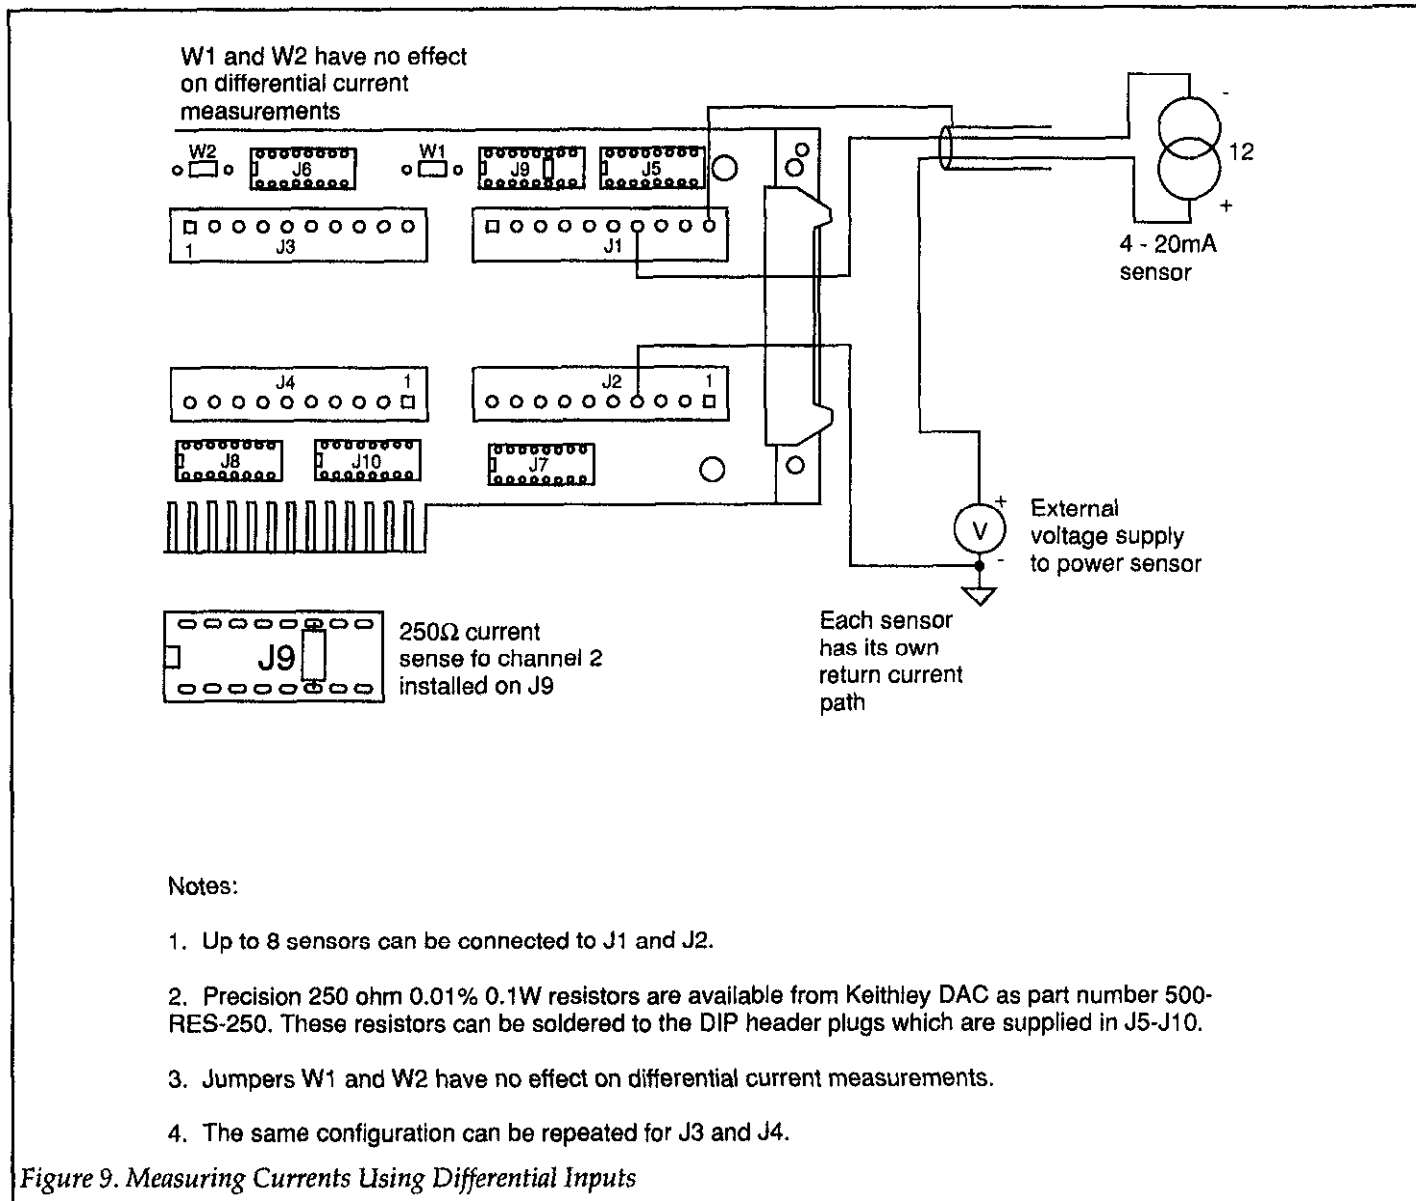 W1 and W2 have no effect
on differential current
measurements
W2
J6
W1
J9
J5
1
J3
J1
J4
1
J2
1
J8
J10
J7
-
12
+
4 - 20mA
sensor
+
V
-
External
voltage supply
to power sensor
Each sensor
has its own
return current
path
J9
250Ω current
sense fo channel 2
installed on J9
Notes:
1. Up to 8 sensors can be connected to J1 and J2.
2. Precision 250 ohm 0.01% 0.1W resistors are available from Keithley DAC as part number 500-
RES-250. These resistors can be soldered to the DIP header plugs which are supplied in J5-J10.
3. Jumpers W1 and W2 have no effect on differential current measurements.
4. The same configuration can be repeated for J3 and J4.
Figure 9. Measuring Currents Using Differential Inputs